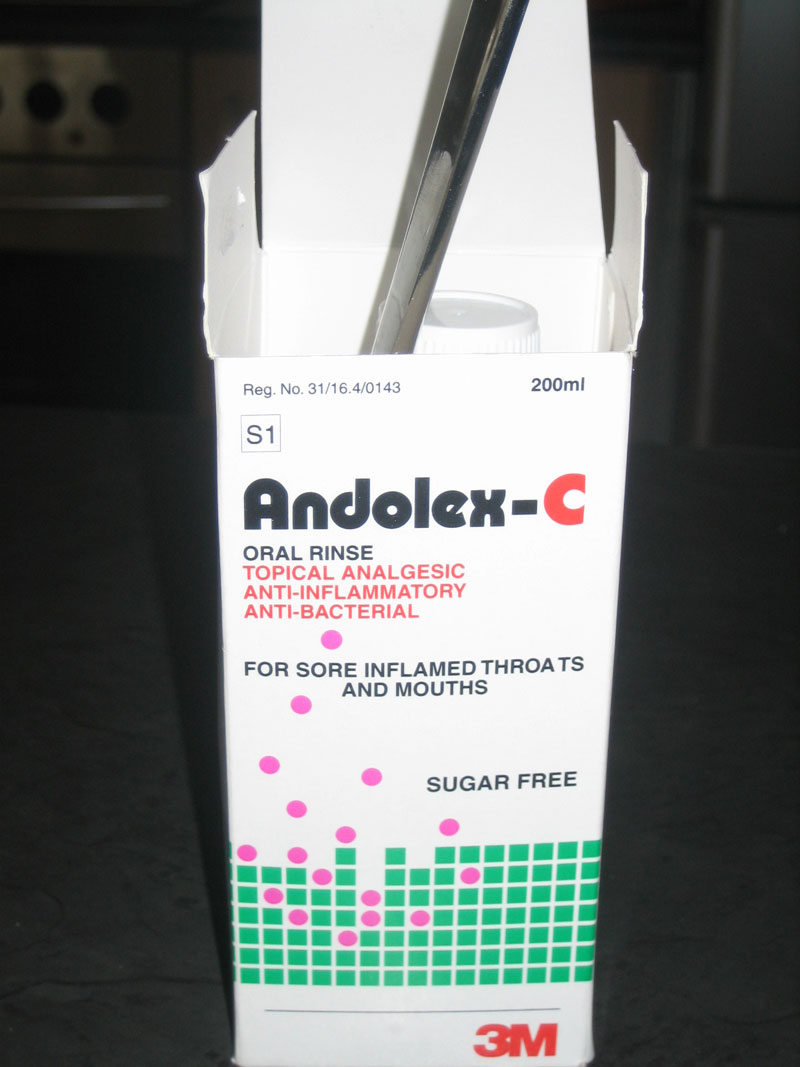 Reg. No. 31/16.4/0143 200ml
S1
Andolex-C
ORAL RINSE
TOPICAL ANALGESIC
ANTI-INFLAMMATORY
ANTI-BACTERIAL
FOR SORE INFLAMED THROATS
AND MOUTHS
SUGAR FREE
3M